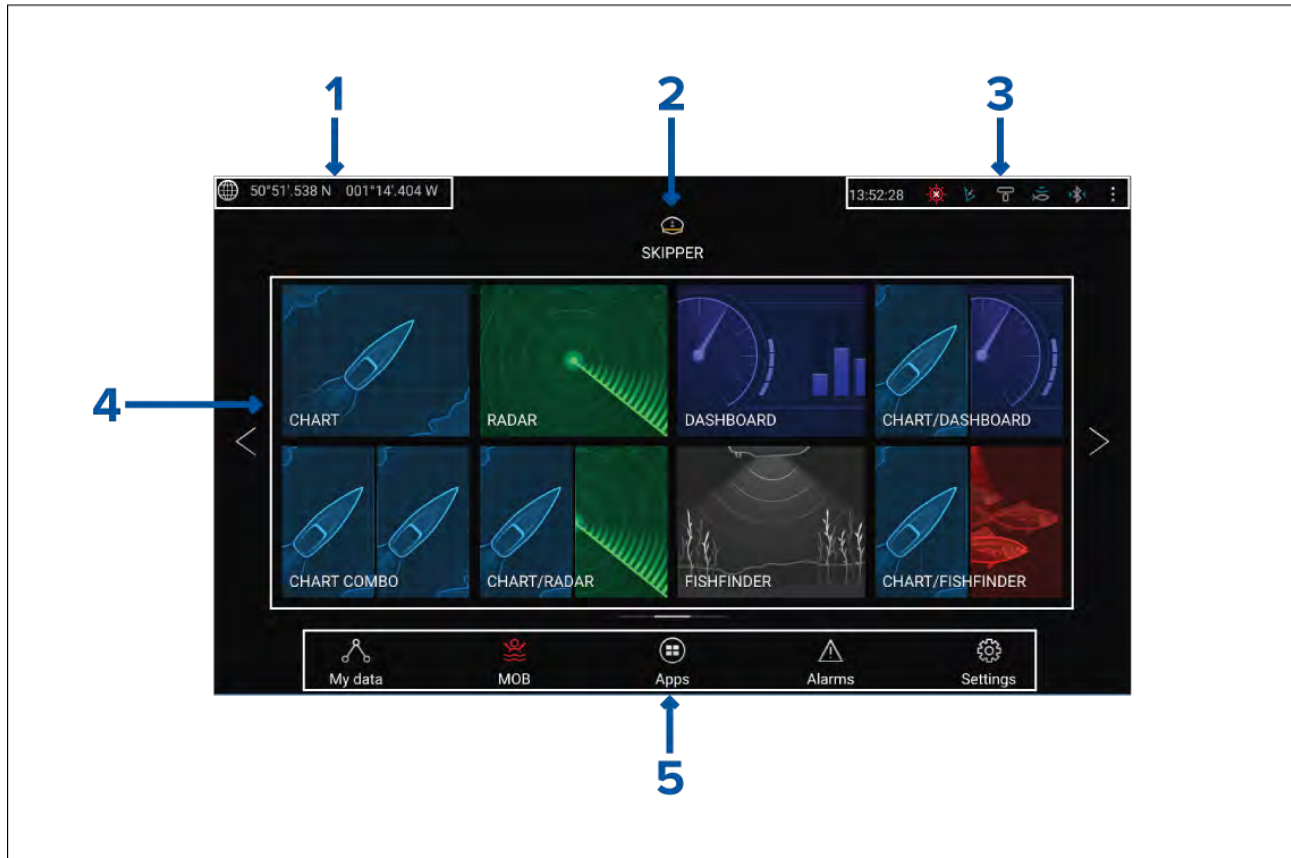 1
2
3
50°51'.538 N 001°14'.404 W
13:52:28
SKIPPER
4
CHART
RADAR
DASHBOARD
CHART/DASHBOARD
CHART COMBO
CHART/RADAR
FISHFINDER
CHART/FISHFINDER
My data
MOB
Apps
Alarms
Settings
5